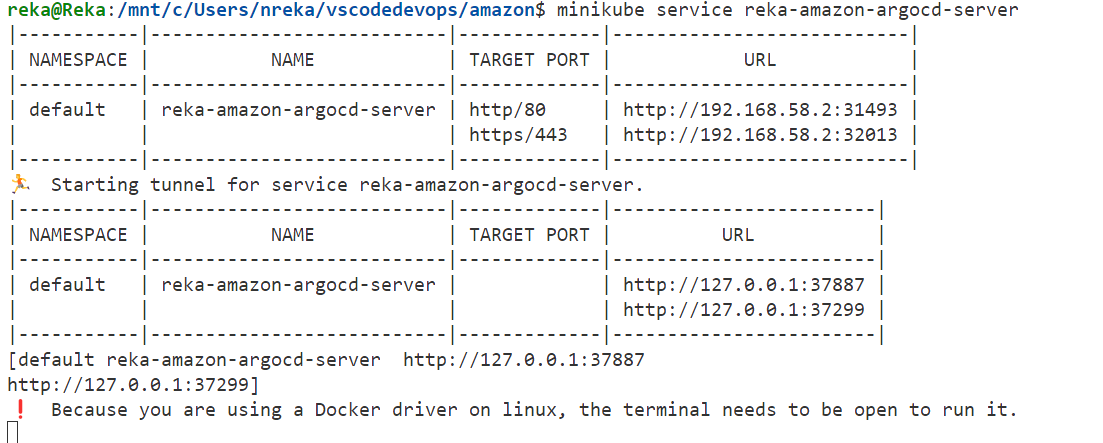 reka@Reka:/mnt/c/Users/nreka/vscodedevops/amazon$ minikube service reka-amazon-argocd-server
|-----------|---------------------------|-------------|---------------------------|
| NAMESPACE |           NAME            | TARGET PORT |            URL            |
|-----------|---------------------------|-------------|---------------------------|
| default   | reka-amazon-argocd-server | http/80     | http://192.168.58.2:31493 |
|           |                           | https/443   | http://192.168.58.2:32013 |
|-----------|---------------------------|-------------|---------------------------|
🏃  Starting tunnel for service reka-amazon-argocd-server.
|-----------|---------------------------|-------------|------------------------|
| NAMESPACE |           NAME            | TARGET PORT |          URL           |
|-----------|---------------------------|-------------|------------------------|
| default   | reka-amazon-argocd-server |             | http://127.0.0.1:37887 |
|           |                           |             | http://127.0.0.1:37299 |
|-----------|---------------------------|-------------|------------------------|
[default reka-amazon-argocd-server  http://127.0.0.1:37887
http://127.0.0.1:37299]
❗  Because you are using a Docker driver on linux, the terminal needs to be open to run it.